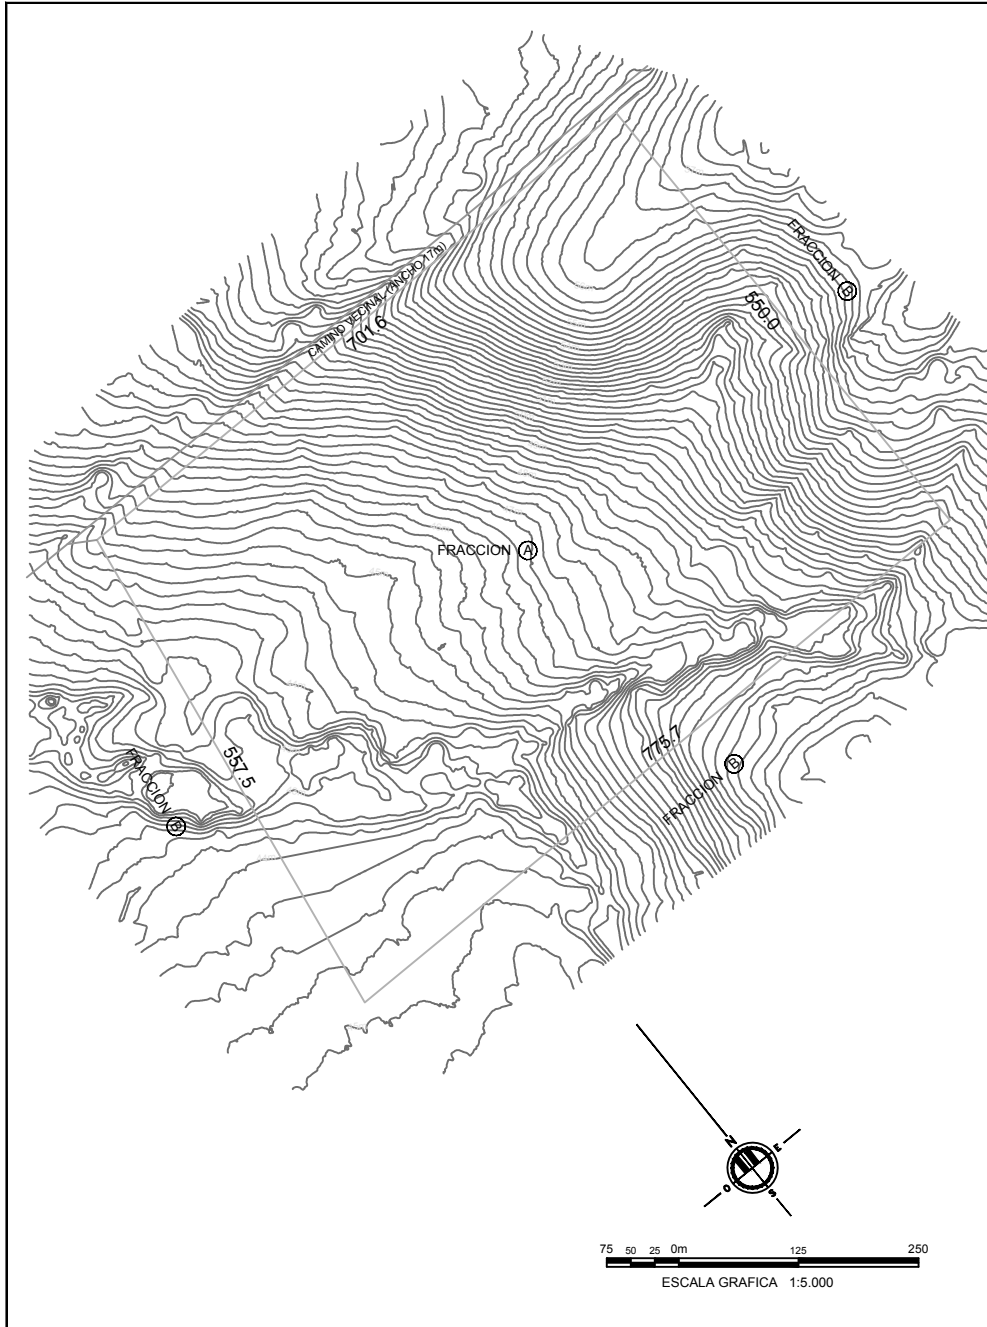 FRACCION B
550.0
CAMINO VECINAL (ANCHO 17m)
701.6
FRACCION A
557.5
FRACCION B
775.7
FRACCION B
N
E
O
S
75 50 25 0m 125 250
ESCALA GRAFICA 1:5.000